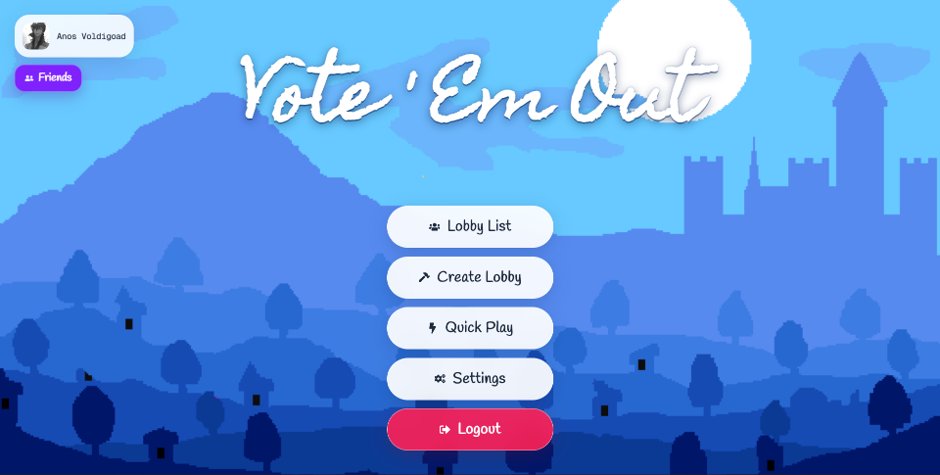 Anos Voldigoad
Friends
Vote 'Em Out
Lobby List
Create Lobby
Quick Play
Settings
Logout